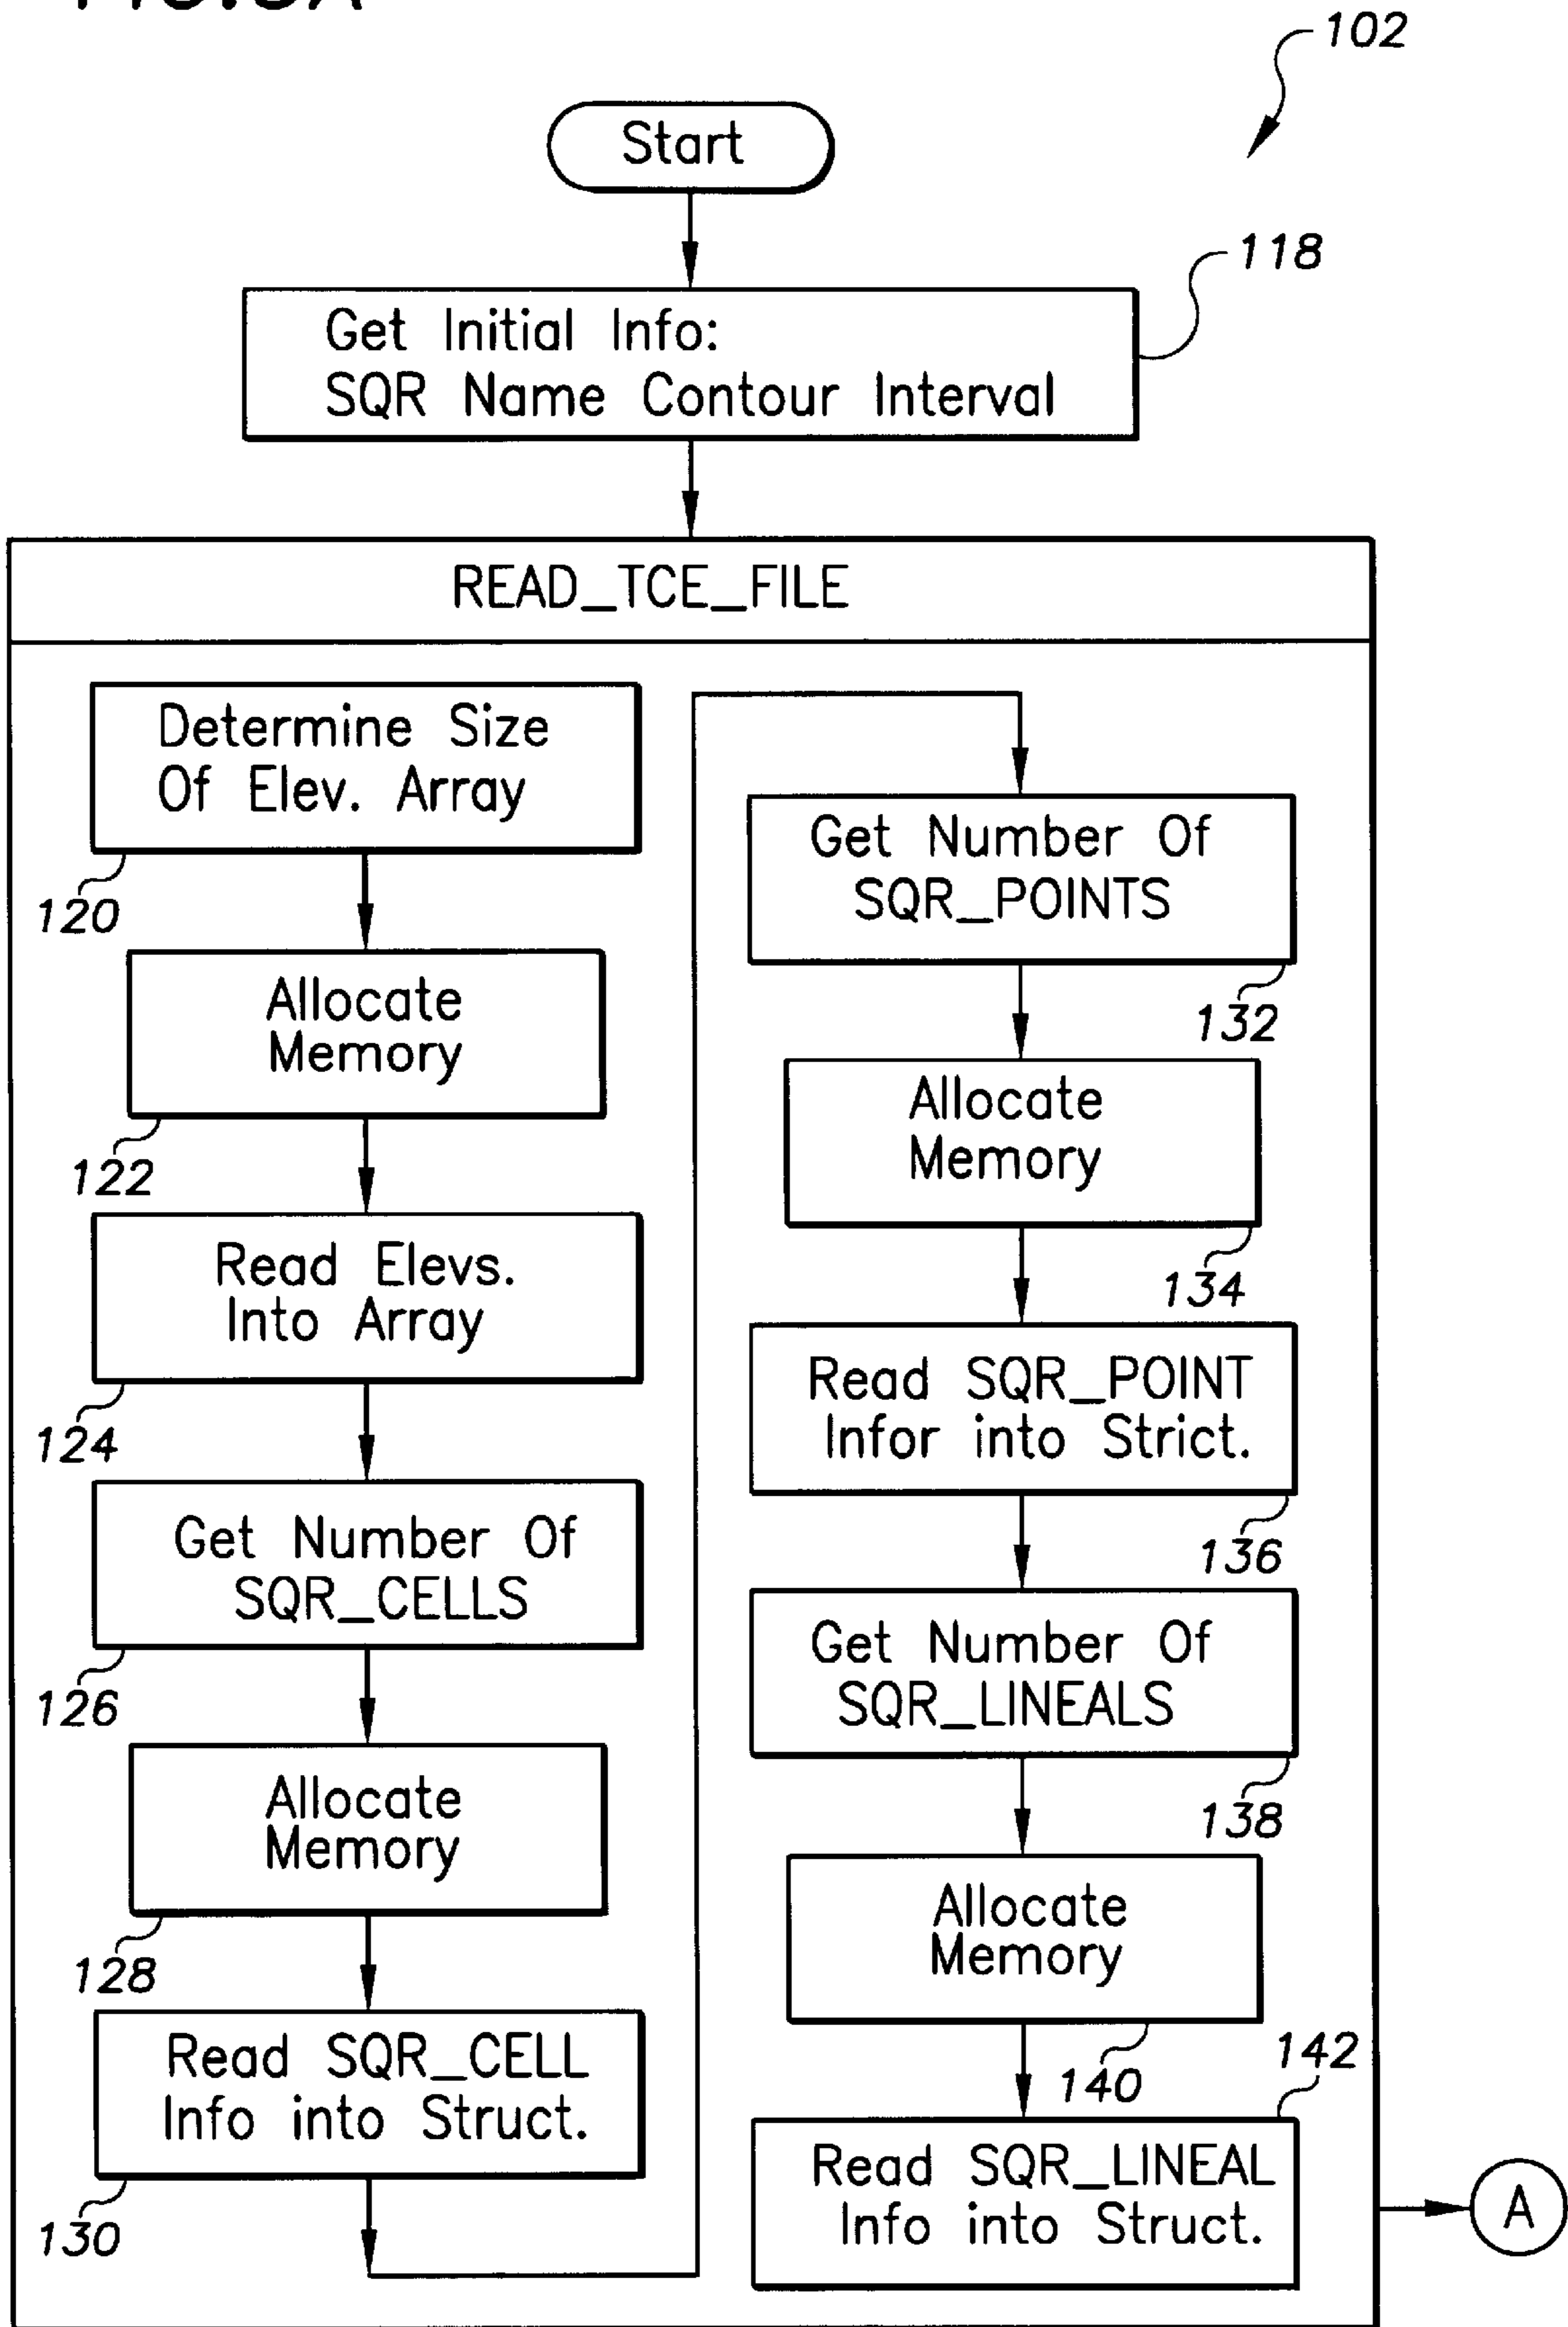 102
Start
118
Get Initial Info:
SQR Name Contour Interval
READ_TCE_FILE
Determine Size
Of Elev. Array
120
Allocate
Memory
122
Read Elevs.
Into Array
124
Get Number Of
SQR_CELLS
126
Allocate
Memory
128
Read SQR_CELL
Info into Struct.
130
Get Number Of
SQR_POINTS
132
Allocate
Memory
134
Read SQR_POINT
Infor into Strict.
136
Get Number Of
SQR_LINEALS
138
Allocate
Memory
140
142
Read SQR_LINEAL
Info into Struct.
A